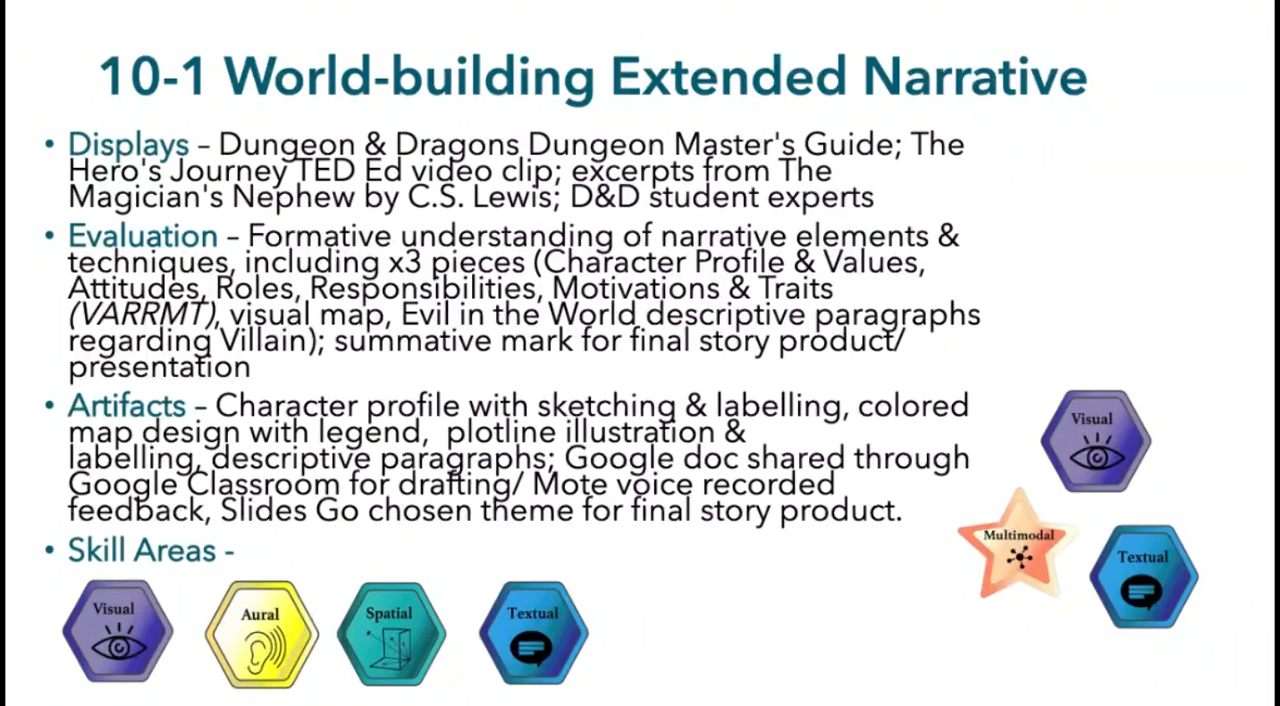 10-1 World-building Extended Narrative
• Displays – Dungeon & Dragons Dungeon Master's Guide; The
Hero's Journey TED Ed video clip; excerpts from The
Magician's Nephew by C.S. Lewis; D&D student experts
• Evaluation – Formative understanding of narrative elements &
techniques, including x3 pieces (Character Profile & Values,
Attitudes, Roles, Responsibilities, Motivations & Traits
(VARRMT), visual map, Evil in the World descriptive paragraphs
regarding Villain); summative mark for final story product/
presentation
• Artifacts – Character profile with sketching & labelling, colored
map design with legend, plotline illustration &
labelling, descriptive paragraphs; Google doc shared through
Google Classroom for drafting/ Mote voice recorded
feedback, Slides Go chosen theme for final story product.
• Skill Areas -
Visual
Aural
Spatial
Textual
Visual
Multimodal
Textual